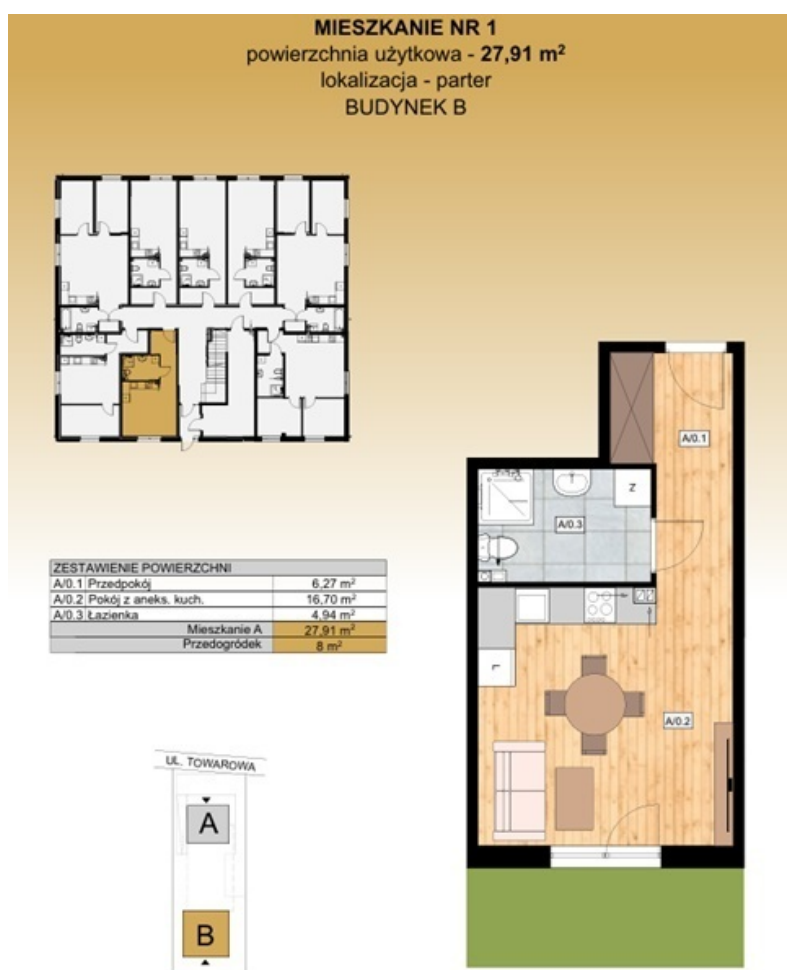 MIESZKANIE NR 1
powierzchnia użytkowa - 27,91 m²
lokalizacja - parter
BUDYNEK B
ZESTAWIENIE POWIERZCHNI
A/0.1 Przedpokój 6,27 m²
A/0.2 Pokój z aneks. kuch. 16,70 m²
A/0.3 Łazienka 4,94 m²
Mieszkanie A 27,91 m²
Przedogródek 8 m²
A/0.1
Z
A/0.3
L
A/0.2
UL. TOWAROWA
A
B